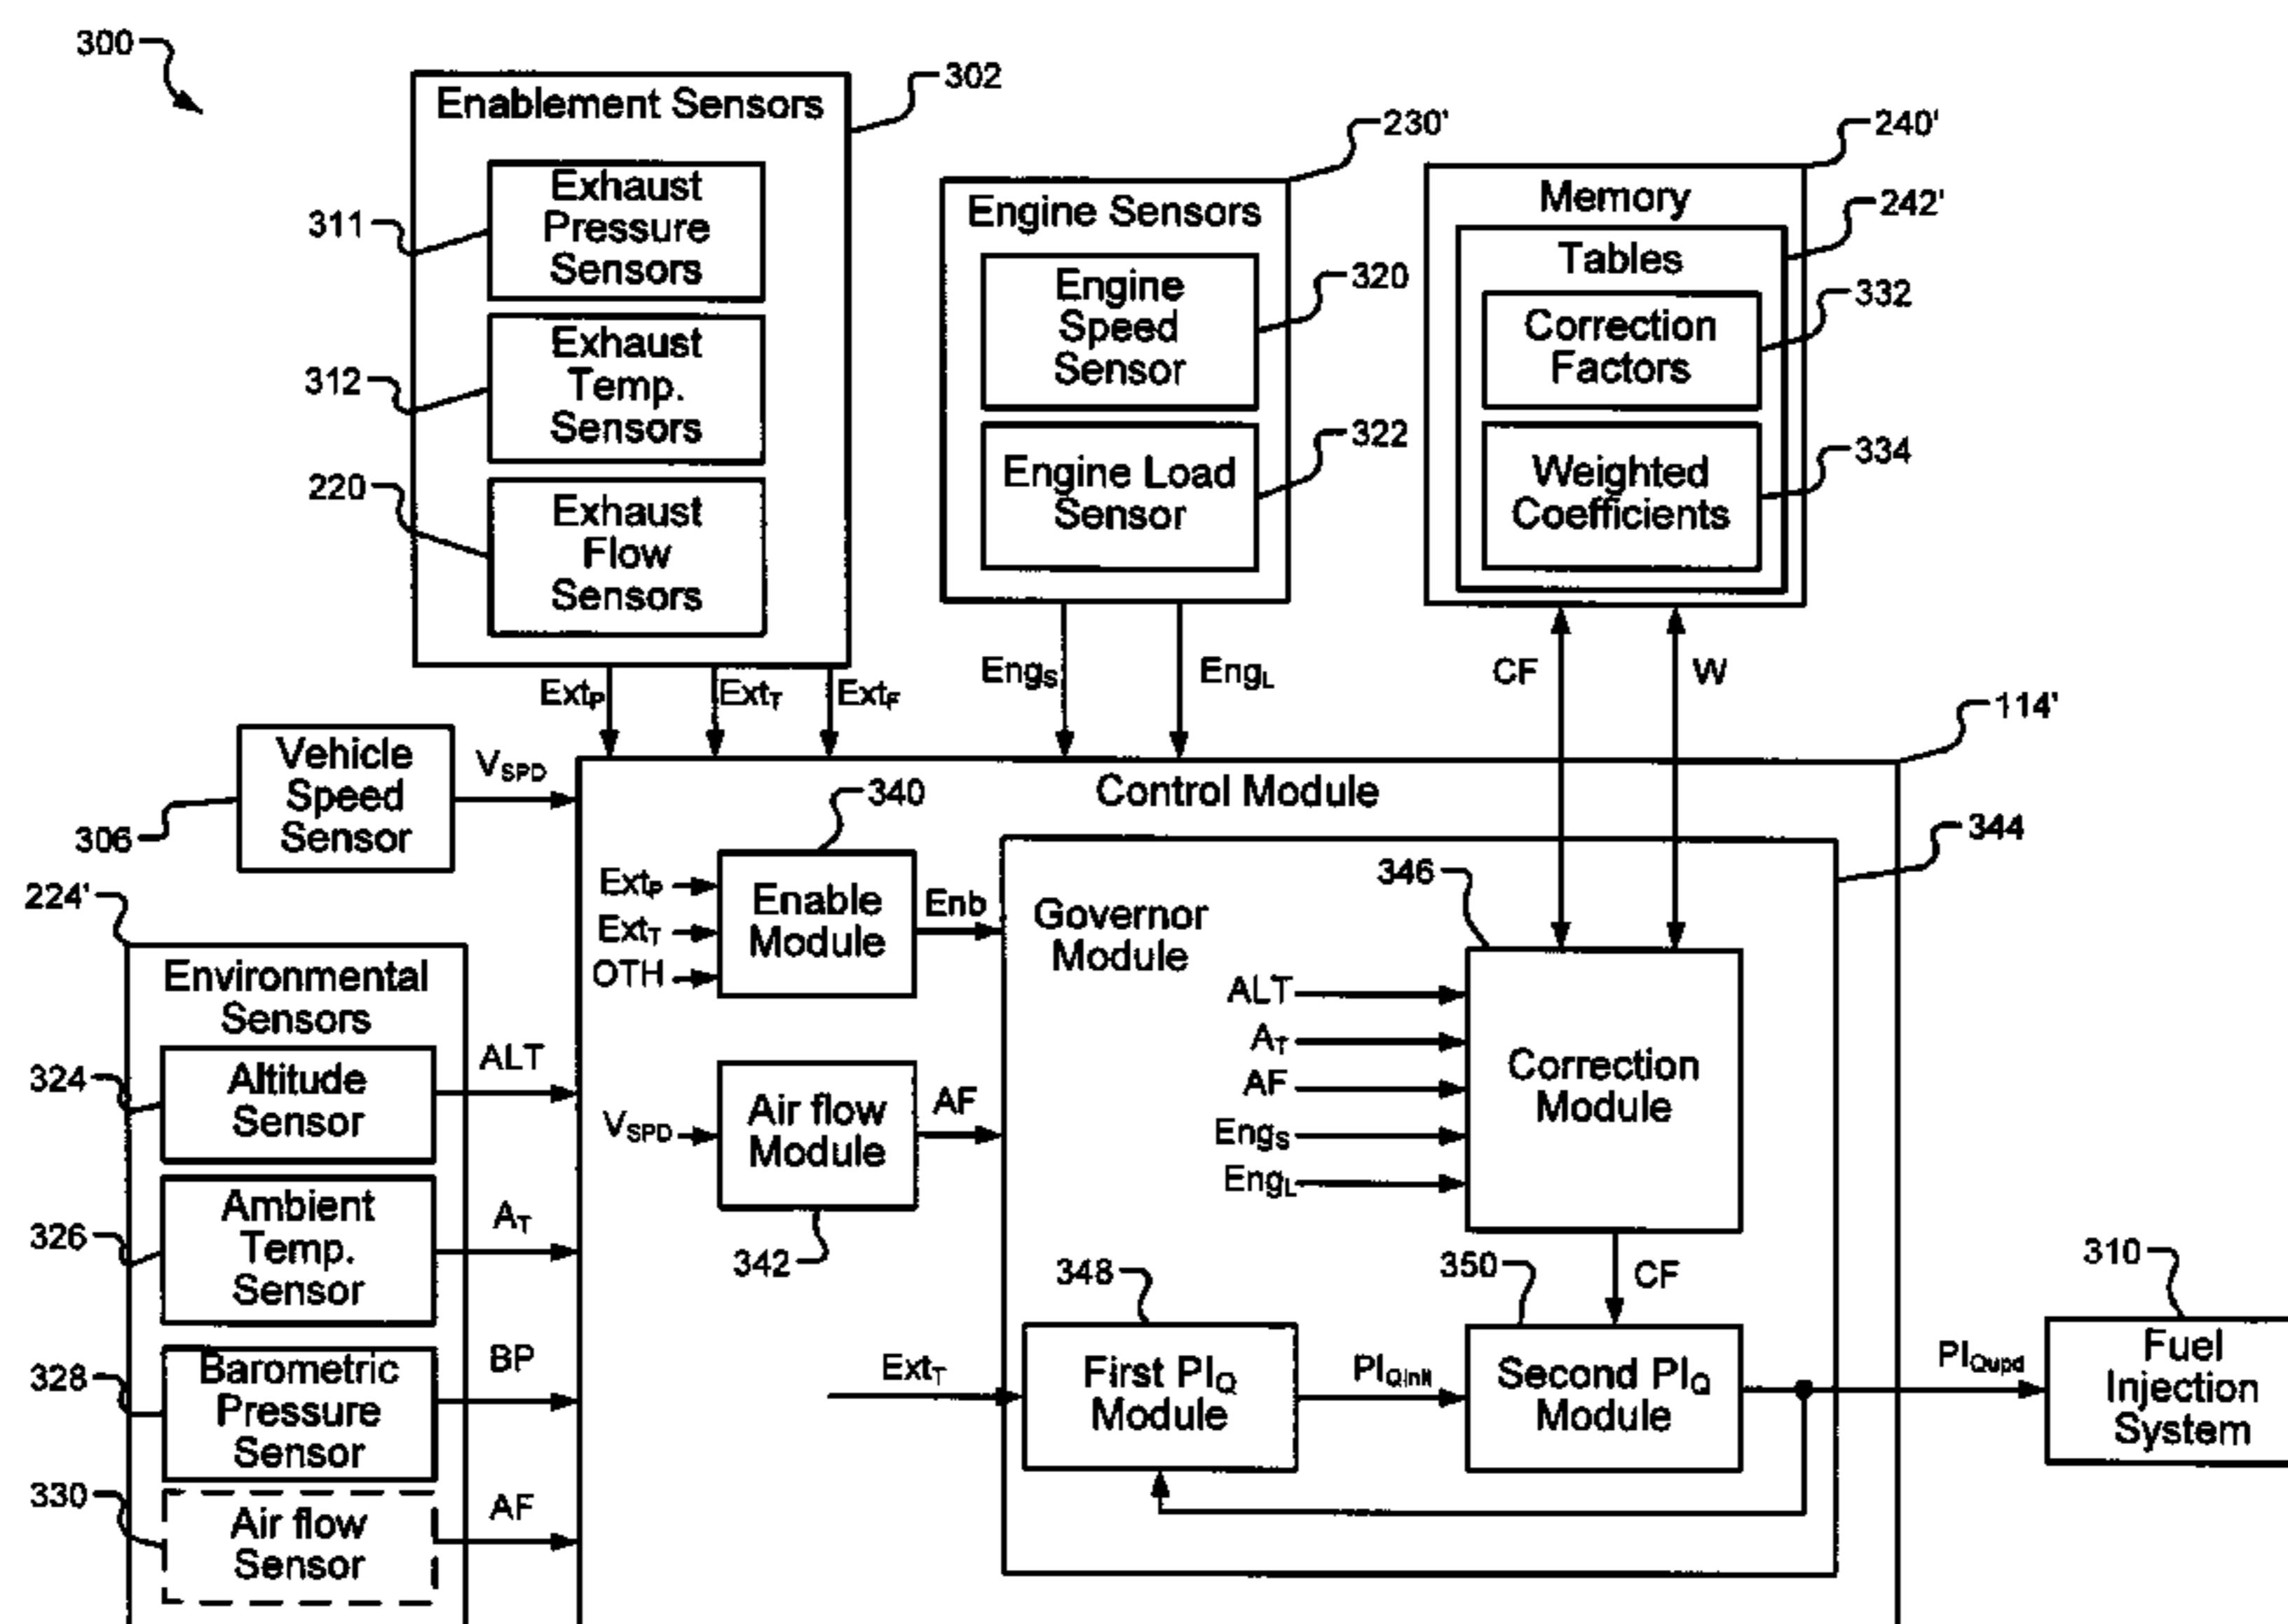 300
302
Enablement Sensors
Exhaust
Pressure
Sensors
311
Exhaust
Temp.
Sensors
312
Exhaust
Flow
Sensors
220
230'
Engine Sensors
Engine
Speed
Sensor
320
Engine Load
Sensor
322
240'
Memory
242'
Tables
Correction
Factors
332
Weighted
Coefficients
334
ExtP
ExtT
ExtF
EngS
EngL
CF
W
114'
Vehicle
Speed
Sensor
VSPD
306
Control Module
340
ExtP
ExtT
OTH
Enable
Module
Enb
344
Governor
Module
346
224'
Environmental
Sensors
324
Altitude
Sensor
ALT
326
Ambient
Temp.
Sensor
AT
328
Barometric
Pressure
Sensor
BP
330
Air flow
Sensor
AF
VSPD
Air flow
Module
AF
342
ALT
AT
AF
EngS
EngL
Correction
Module
CF
348
350
ExtT
First PIQ
Module
PIQinit
Second PIQ
Module
PIQupd
310
Fuel
Injection
System